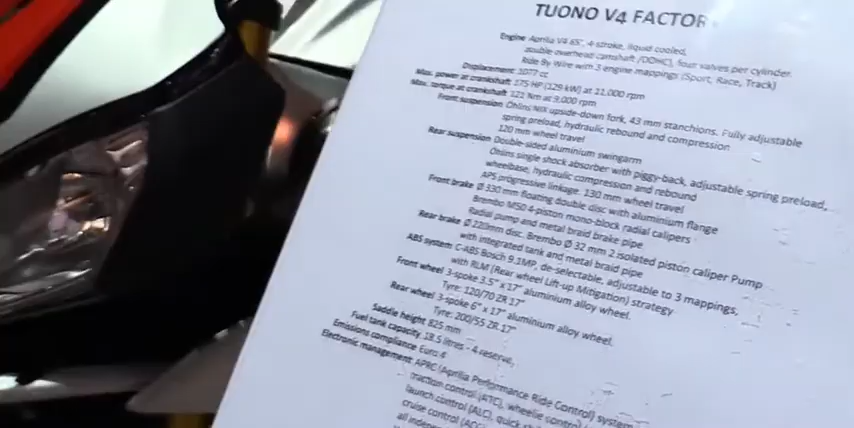 TUONO V4 FACTOR
Engine Aprilia V4 65°, 4-stroke, liquid cooled,
double overhead camshaft (DOHC), four valves per cylinder.
Ride By Wire with 3 engine mappings (Sport, Race, Track)
Displacement 1077 cc
Max. power at crankshaft 175 HP (129 kW) at 11.000 rpm
Max. torque at crankshaft 121 Nm at 9.000 rpm
Front suspension Öhlins NIX upside-down fork, 43 mm stanchions. Fully adjustable
spring preload, hydraulic rebound and compression
120 mm wheel travel
Rear suspension Double-sided aluminium swingarm
Öhlins single shock absorber with piggy-back, adjustable spring preload,
wheelbase, hydraulic compression and rebound
APS progressive linkage. 130 mm wheel travel
Front brake Ø 330 mm floating double disc with aluminium flange
Brembo M50 4-piston mono-block radial calipers
Radial pump and metal braid brake pipe
Rear brake Ø 220mm disc. Brembo Ø 32 mm 2 isolated piston caliper Pump
with integrated tank and metal braid pipe
ABS system C-ABS Bosch 9.1MP, de-selectable, adjustable to 3 mappings,
with RLM (Rear wheel Lift-up Mitigation) strategy
Front wheel 3-spoke 3.5" x17" aluminium alloy wheel.
Tyre: 120/70 ZR 17"
Rear wheel 3-spoke 6" x 17" aluminium alloy wheel.
Tyre: 200/55 ZR 17"
Saddle height 825 mm
Fuel tank capacity 18.5 litres - 4 reserve,
Emissions compliance Euro 4
Electronic management APRC (Aprilia Performance Ride Control) system
traction control (ATC), wheelie control
launch control (ALC), quick
cruise control
all